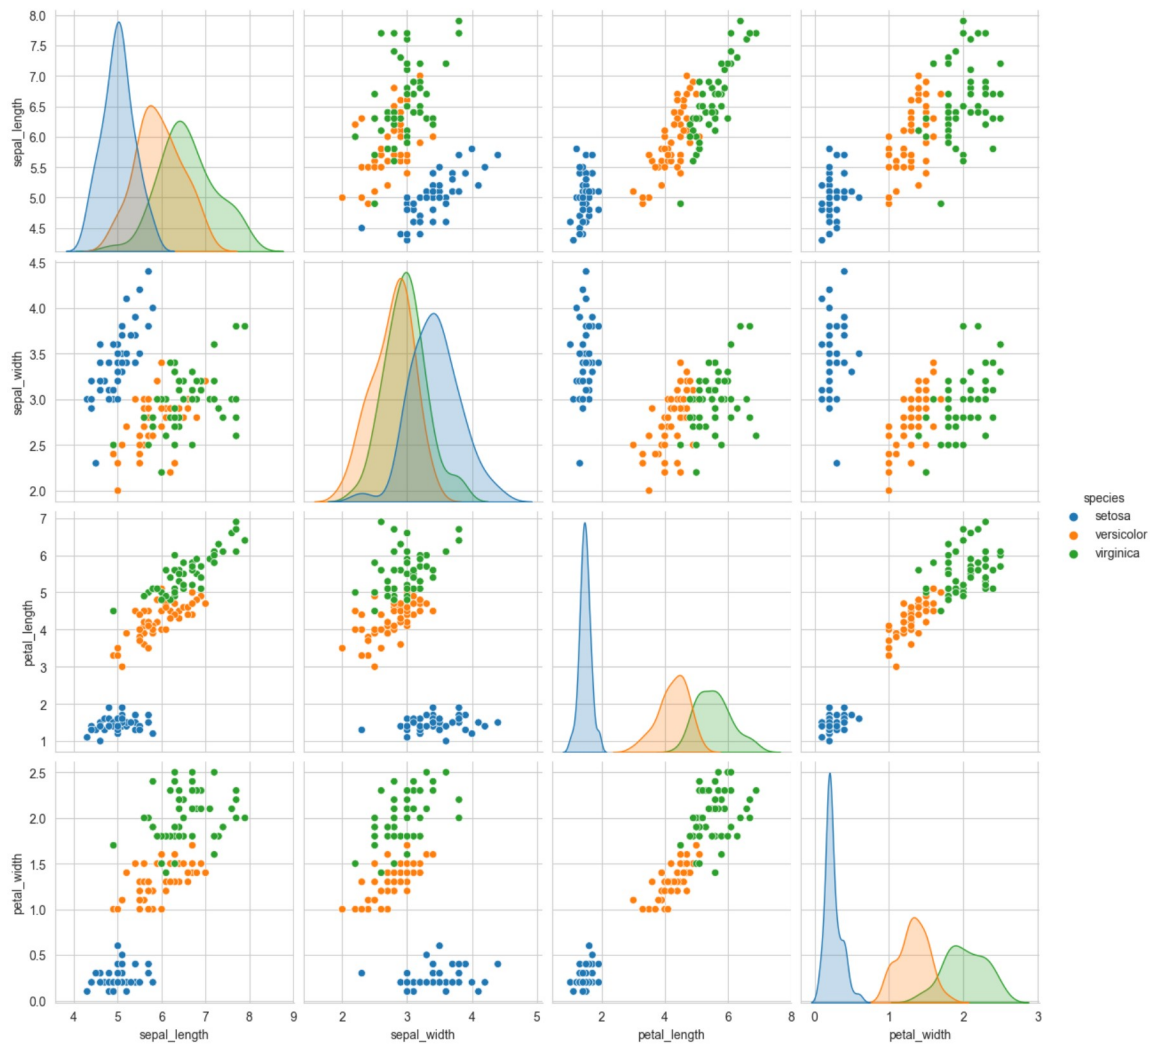 8.0
7.5
7.0
6.5
6.0
5.5
5.0
4.5
sepal_length
4.5
4.0
3.5
3.0
2.5
2.0
sepal_width
species
setosa
versicolor
virginica
7
6
5
4
3
2
1
petal_length
2.5
2.0
1.5
1.0
0.5
0.0
petal_width
4 5 6 7 8 9 2 3 4 5 2 4 6 8 0 1 2 3
sepal_length sepal_width petal_length petal_width